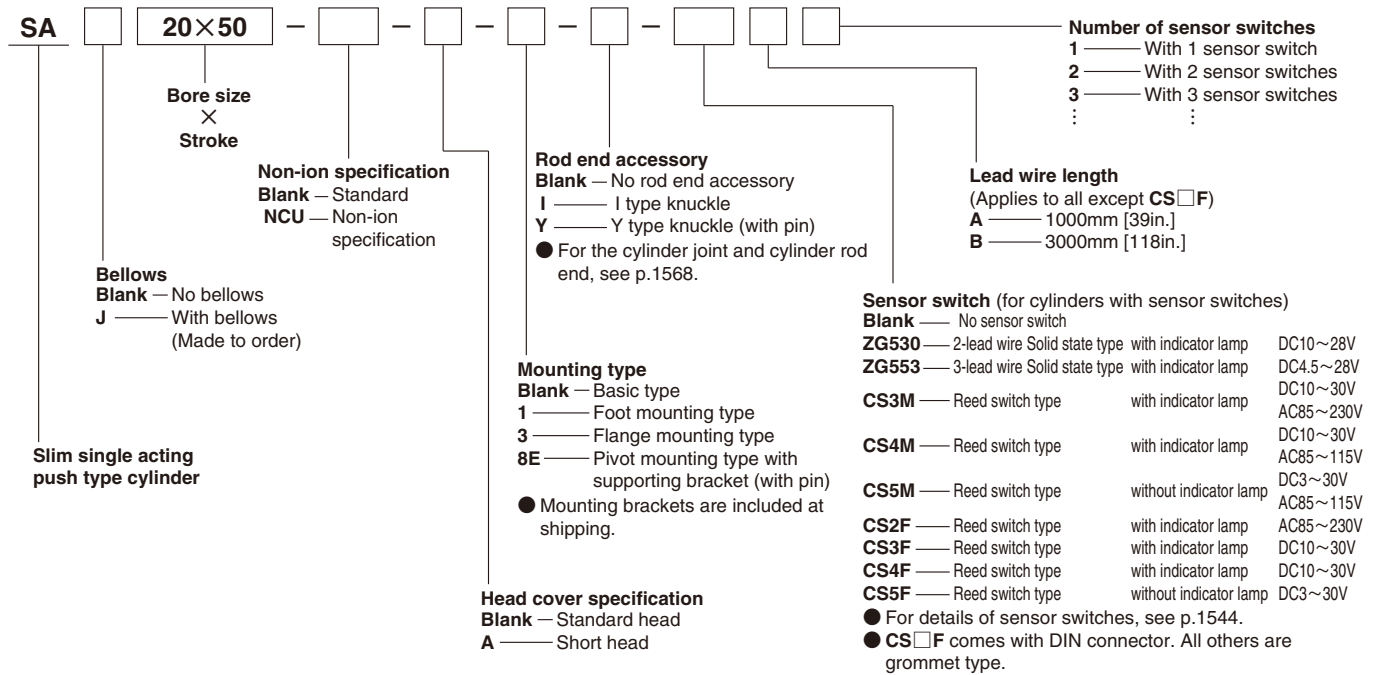 SA □ 20×50 － □ － □ － □ － □ － □ □ □
Bore size
×
Stroke
Slim single acting
push type cylinder
Bellows
Blank － No bellows
J ── With bellows
(Made to order)
Non-ion specification
Blank － Standard
NCU － Non-ion
specification
Head cover specification
Blank － Standard head
A ── Short head
Mounting type
Blank － Basic type
1 ── Foot mounting type
3 ── Flange mounting type
8E ── Pivot mounting type with
supporting bracket (with pin)
● Mounting brackets are included at
shipping.
Rod end accessory
Blank － No rod end accessory
I ── I type knuckle
Y ── Y type knuckle (with pin)
● For the cylinder joint and cylinder rod
end, see p.1568.
Sensor switch (for cylinders with sensor switches)
Blank ── No sensor switch
ZG530 ── 2-lead wire Solid state type with indicator lamp DC10～28V
ZG553 ── 3-lead wire Solid state type with indicator lamp DC4.5～28V
CS3M ── Reed switch type with indicator lamp DC10～30V
AC85～230V
CS4M ── Reed switch type with indicator lamp DC10～30V
AC85～115V
CS5M ── Reed switch type without indicator lamp DC3～30V
AC85～115V
CS2F ── Reed switch type with indicator lamp AC85～230V
CS3F ── Reed switch type with indicator lamp DC10～30V
CS4F ── Reed switch type with indicator lamp DC10～30V
CS5F ── Reed switch type without indicator lamp DC3～30V
● For details of sensor switches, see p.1544.
● CS□F comes with DIN connector. All others are
grommet type.
Lead wire length
(Applies to all except CS□F)
A ── 1000mm [39in.]
B ── 3000mm [118in.]
Number of sensor switches
1 ── With 1 sensor switch
2 ── With 2 sensor switches
3 ── With 3 sensor switches
⋮ ⋮